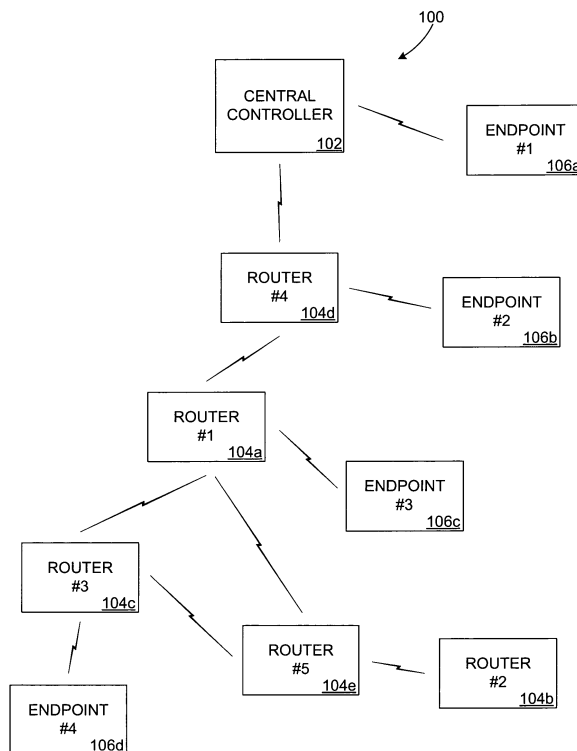 100
CENTRAL
CONTROLLER
102
ENDPOINT
#1
106a
ROUTER
#4
104d
ENDPOINT
#2
106b
ROUTER
#1
104a
ENDPOINT
#3
106c
ROUTER
#3
104c
ROUTER
#5
104e
ROUTER
#2
104b
ENDPOINT
#4
106d